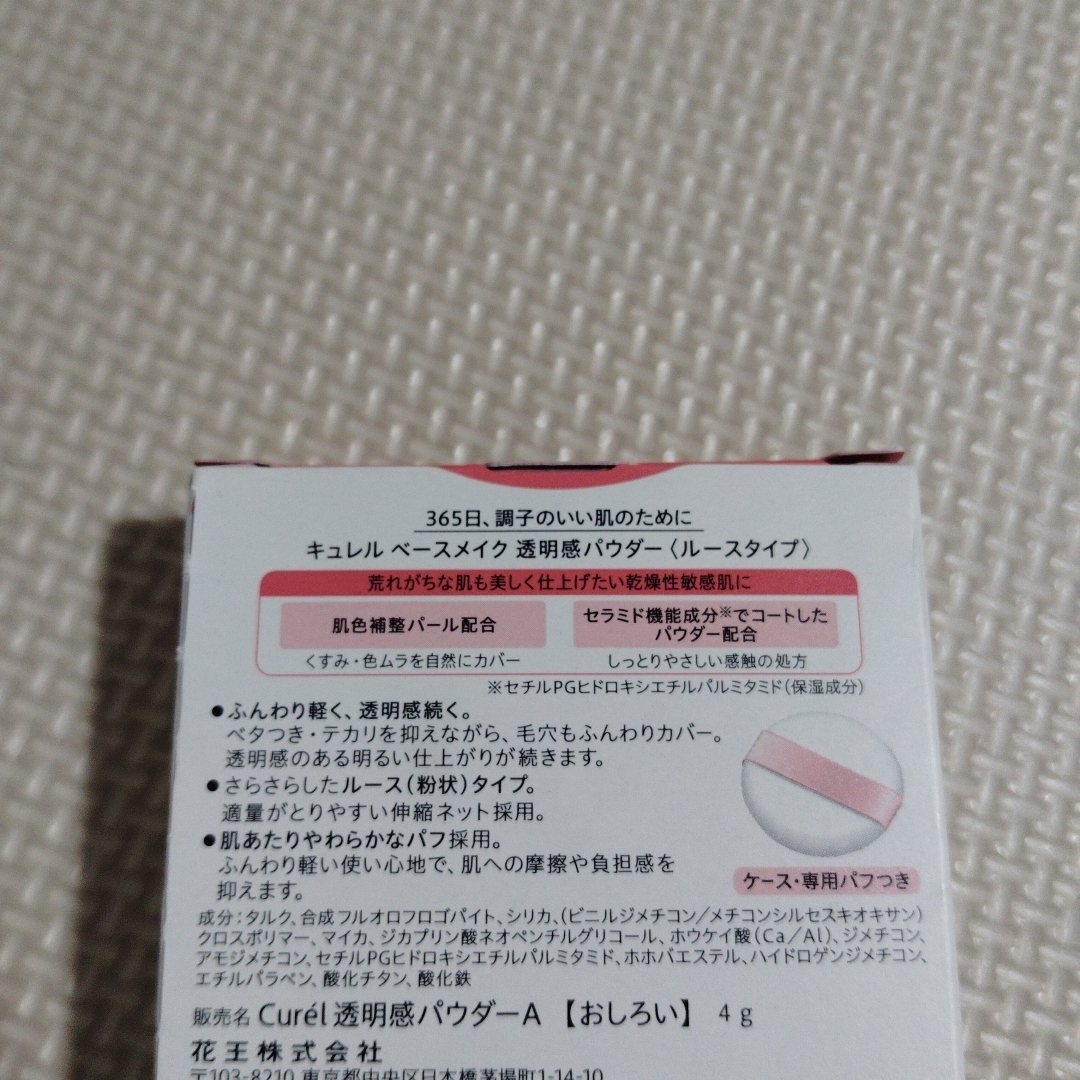 365日、調子のいい肌のために
キュレル ベースメイク 透明感パウダー〈ルースタイプ〉
荒れがちな肌も美しく仕上げたい乾燥性敏感肌に
肌色補整パール配合
くすみ・色ムラを自然にカバー
セラミド機能成分※でコートした
パウダー配合
しっとりやさしい感触の処方
※セチルPGヒドロキシエチルパルミタミド(保湿成分)
●ふんわり軽く、透明感続く。
ベタつき・テカリを抑えながら、毛穴もふんわりカバー。
透明感のある明るい仕上がりが続きます。
●さらさらしたルース(粉状)タイプ。
適量がとりやすい伸縮ネット採用。
●肌あたりやわらかなパフ採用。
ふんわり軽い使い心地で、肌への摩擦や負担感を
抑えます。
ケース・専用パフつき
成分:タルク、合成フルオロフロゴパイト、シリカ、(ビニルジメチコン/メチコンシルセスキオキサン)
クロスポリマー、マイカ、ジカプリン酸ネオペンチルグリコール、ホウケイ酸(Ca/Al)、ジメチコン、
アモジメチコン、セチルPGヒドロキシエチルパルミタミド、ホホバエステル、ハイドロゲンジメチコン、
エチルパラベン、酸化チタン、酸化鉄
販売名 Curél 透明感パウダーA 【おしろい】 4g
花王株式会社
〒103-8210 東京都中央区日本橋茅場町1-14-10